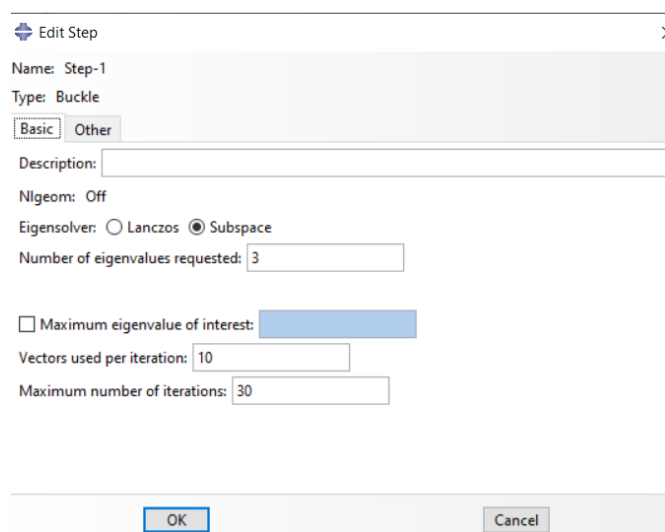 Edit Step
Name: Step-1
Type: Buckle
Basic Other
Description:
Nlgeom: Off
Eigensolver: Lanczos Subspace
Number of eigenvalues requested: 3
Maximum eigenvalue of interest:
Vectors used per iteration: 10
Maximum number of iterations: 30
OK Cancel